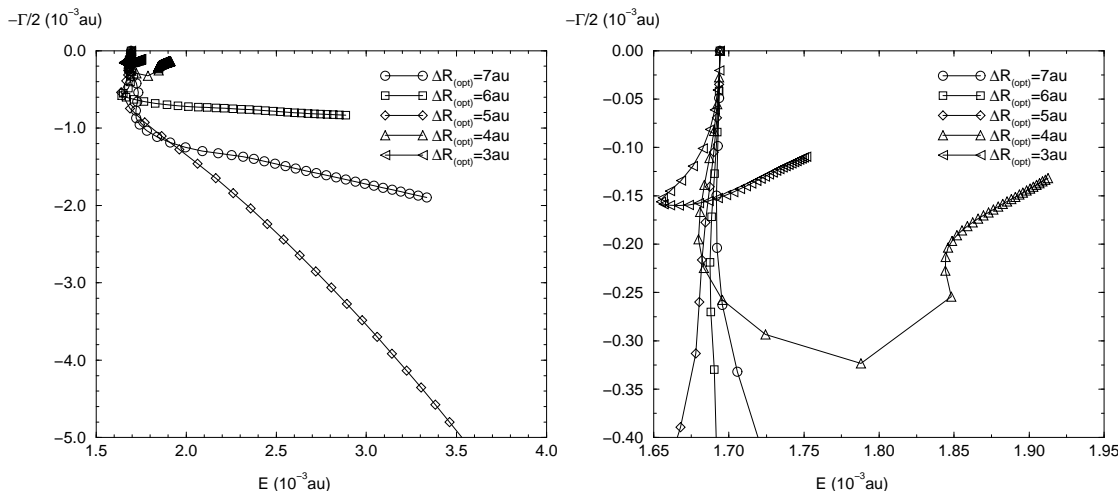 −Γ/2 (10⁻³au)
0.0
−1.0
−2.0
−3.0
−4.0
−5.0
1.5 2.0 2.5 3.0 3.5 4.0
E (10⁻³au)
ΔR(opt)=7au
ΔR(opt)=6au
ΔR(opt)=5au
ΔR(opt)=4au
ΔR(opt)=3au
−Γ/2 (10⁻³au)
0.00
−0.05
−0.10
−0.15
−0.20
−0.25
−0.30
−0.35
−0.40
1.65 1.70 1.75 1.80 1.85 1.90 1.95
E (10⁻³au)
ΔR(opt)=7au
ΔR(opt)=6au
ΔR(opt)=5au
ΔR(opt)=4au
ΔR(opt)=3au